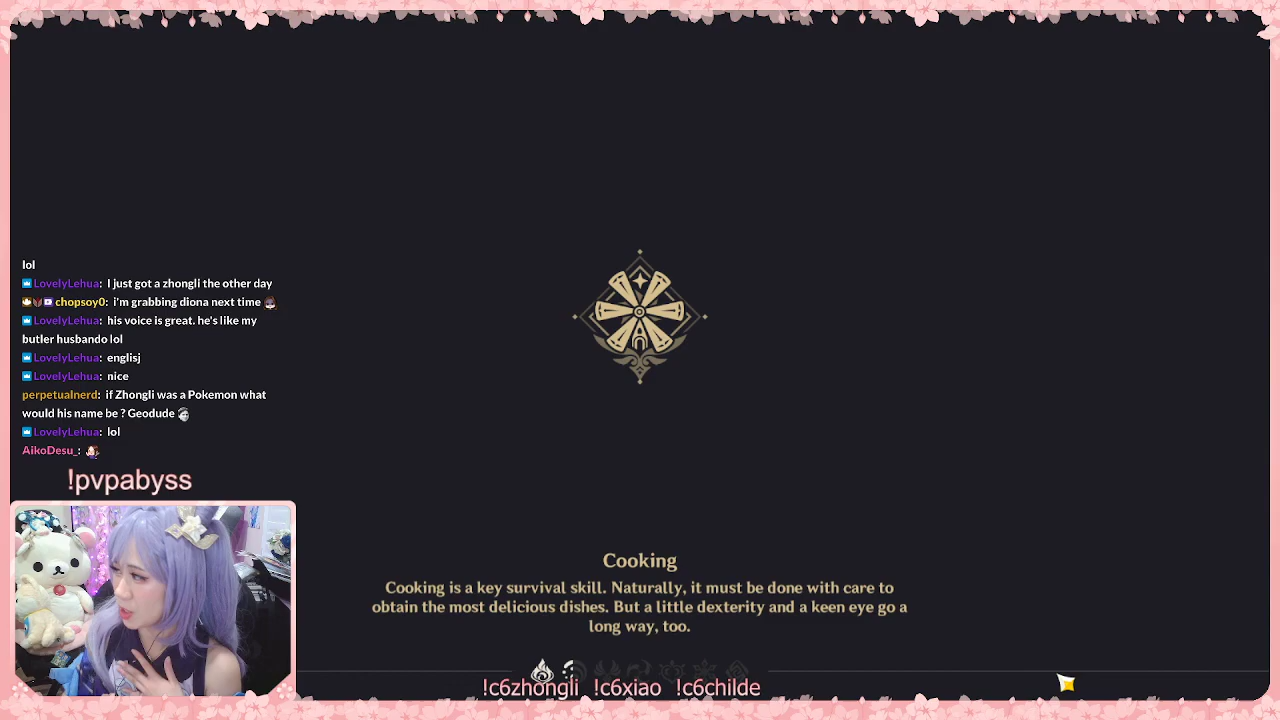 lol
LovelyLehua: I just got a zhongli the other day
chopsoy0: i'm grabbing diona next time
LovelyLehua: his voice is great. he's like my
butler husbando lol
LovelyLehua: englisj
LovelyLehua: nice
perpetualnerd: if Zhongli was a Pokemon what
would his name be ? Geodude
LovelyLehua: lol
AikoDesu_:
!pvpabyss
Cooking
Cooking is a key survival skill. Naturally, it must be done with care to
obtain the most delicious dishes. But a little dexterity and a keen eye go a
long way, too.
!c6zhongli !c6xiao !c6childe